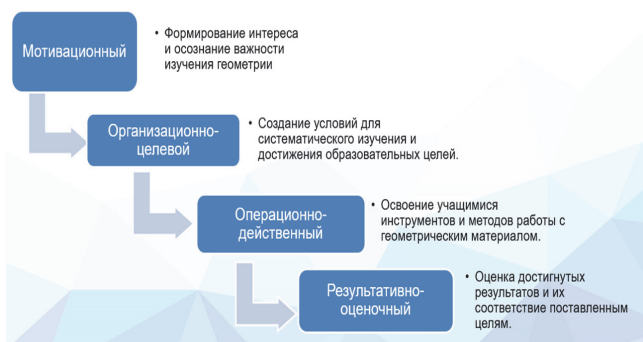 Мотивационный
• Формирование интереса
и осознание важности
изучения геометрии
Организационно-
целевой
• Создание условий для
систематического изучения и
достижения образовательных целей.
Операционно-
действенный
• Освоение учащимися
инструментов и методов работы с
геометрическим материалом.
Результативно-
оценочный
• Оценка достигнутых
результатов и их
соответствие поставленным
целям.